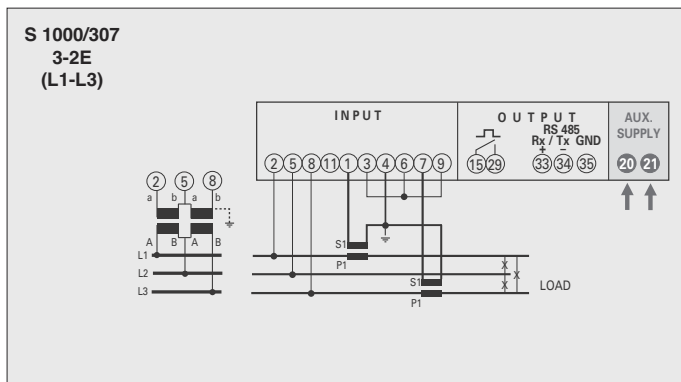 S 1000/307
3-2E
(L1-L3)
INPUT
OUTPUT
RS 485
Rx / Tx GND
+ −
AUX.
SUPPLY
2 5 8 11 1 3 4 6 7 9
15 29 33 34 35
20 21
2 5 8
a b a b
A B A B
L1
L2
L3
S1
P1
S1
P1
LOAD